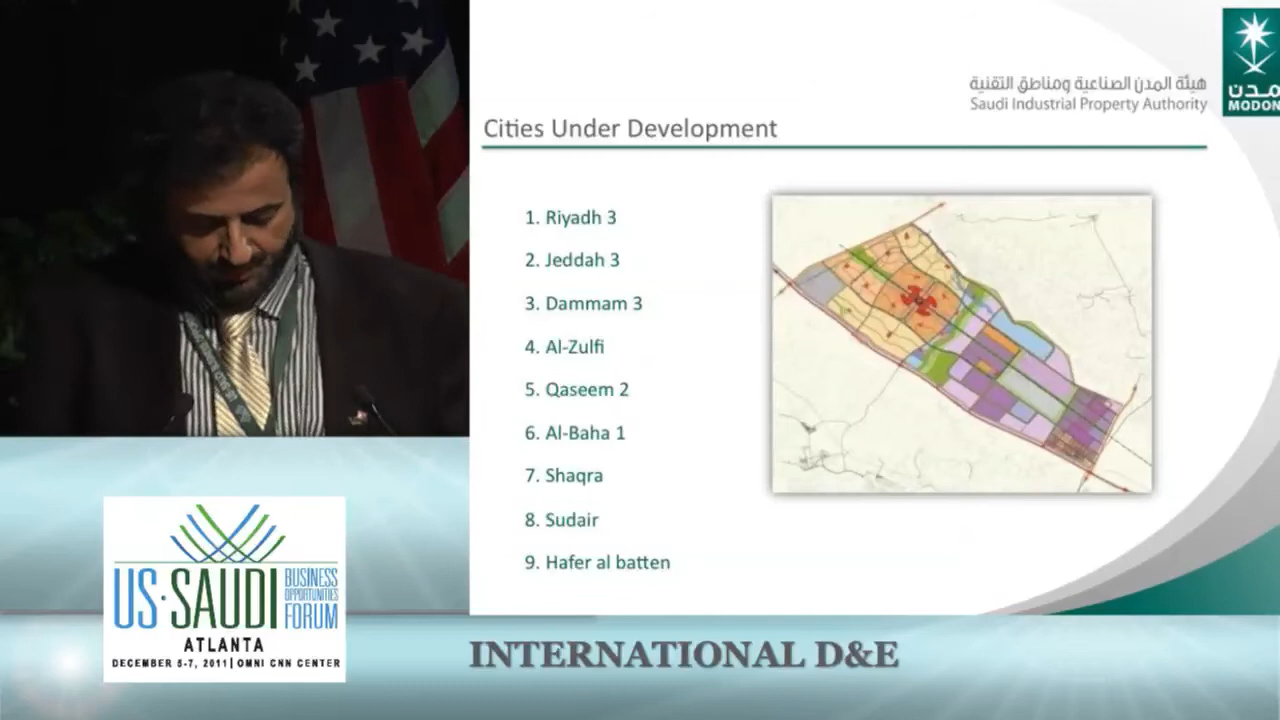 هيئة المدن الصناعية ومناطق التقنية
Saudi Industrial Property Authority
مدن
MODON
Cities Under Development
1. Riyadh 3
2. Jeddah 3
3. Dammam 3
4. Al-Zulfi
5. Qaseem 2
6. Al-Baha 1
7. Shaqra
8. Sudair
9. Hafer al batten
US·SAUDI
BUSINESS
OPPORTUNITIES
FORUM
ATLANTA
DECEMBER 5-7, 2011 | OMNI CNN CENTER
INTERNATIONAL D&E